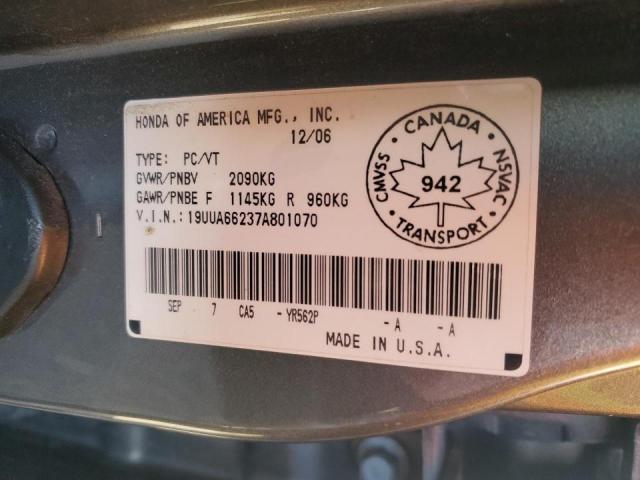 HONDA OF AMERICA MFG., INC.
12/06
TYPE: PC/VT
GVWR/PNBV 2090KG
GAWR/PNBE F 1145KG R 960KG
V.I.N.: 19UUA66237A801070
CANADA
CMVSS NSVAC
942
TRANSPORT
SEP 7 CA5 - YR562P -A -A
MADE IN U.S.A.